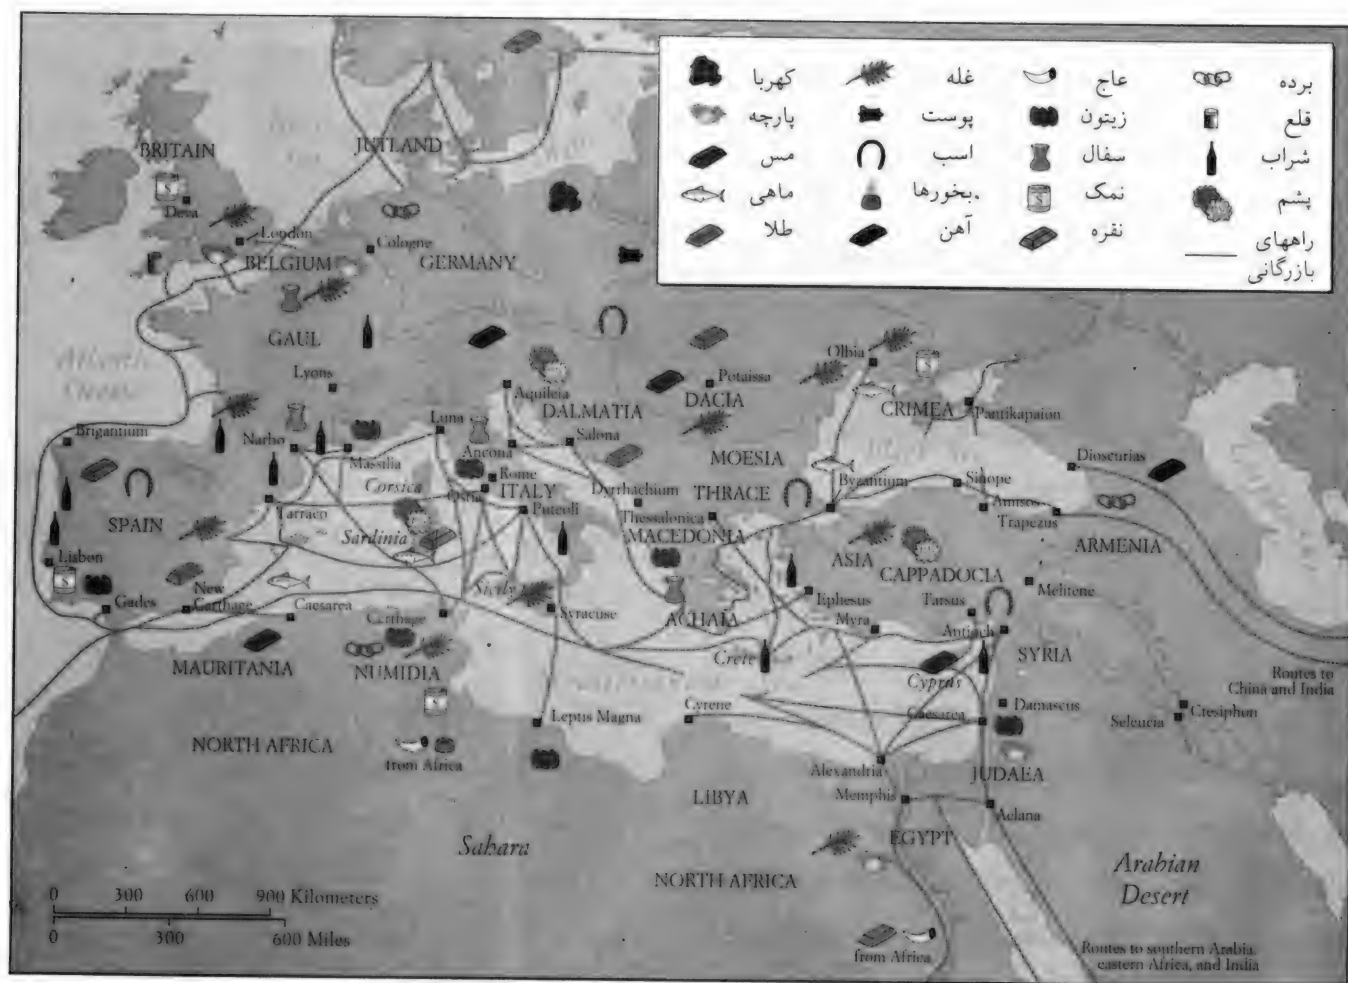 کهربا
غله
عاج
برده
پارچه
پوست
زیتون
قلع
مس
اسب
سفال
شراب
ماهی
بخورها
نمک
پشم
طلا
آهن
نقره
راههای
بازرگانی
BRITAIN
JUTLAND
Deva
London
Cologne
BELGIUM
GERMANY
GAUL
Atlantic
Lyons
Aquileia
DALMATIA
Potaissa
DACIA
Olbia
CRIMEA
Pantikapaion
Brigantium
Narbo
Massilia
Luna
Ancona
Salona
MOESIA
Dioscurias
Corsica
Rome
Ostia
ITALY
Dyrrhachium
THRACE
Byzantium
Sinope
Amisos
Trapezus
SPAIN
Tarraco
Sardinia
Puteoli
Thessalonica
MACEDONIA
ARMENIA
ASIA
CAPPADOCIA
Lisbon
Gades
New
Carthage
Caesarea
Carthage
Sicily
Syracuse
ACHAIA
Ephesus
Myra
Tarsus
Melitene
Antioch
MAURITANIA
NUMIDIA
Crete
Cyprus
SYRIA
Routes to
China and India
Leptus Magna
Cyrene
Caesarea
Damascus
Seleucia
Ctesiphon
NORTH AFRICA
from Africa
Alexandria
JUDAEA
LIBYA
Memphis
Aelana
EGYPT
Sahara
NORTH AFRICA
Arabian
Desert
0 300 600 900 Kilometers
0 300 600 Miles
from Africa
Routes to southern Arabia,
eastern Africa, and India